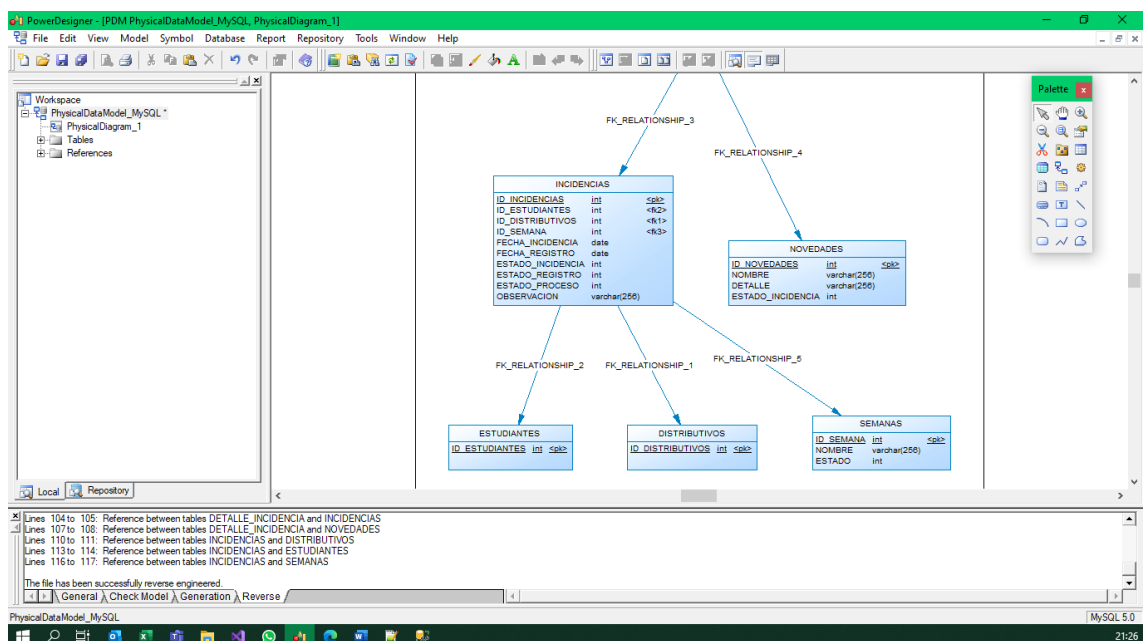 PowerDesigner - [PDM PhysicalDataModel_MySQL, PhysicalDiagram_1]
File Edit View Model Symbol Database Report Repository Tools Window Help
Workspace
PhysicalDataModel_MySQL *
PhysicalDiagram_1
Tables
References
Local Repository
Palette
FK_RELATIONSHIP_3
FK_RELATIONSHIP_4
INCIDENCIAS
ID_INCIDENCIAS int <pk>
ID_ESTUDIANTES int <fk2>
ID_DISTRIBUTIVOS int <fk1>
ID_SEMANA int <fk3>
FECHA_INCIDENCIA date
FECHA_REGISTRO date
ESTADO_INCIDENCIA int
ESTADO_REGISTRO int
ESTADO_PROCESO int
OBSERVACION varchar(256)
NOVEDADES
ID_NOVEDADES int <pk>
NOMBRE varchar(256)
DETALLE varchar(256)
ESTADO_INCIDENCIA int
FK_RELATIONSHIP_2
FK_RELATIONSHIP_1
FK_RELATIONSHIP_5
ESTUDIANTES
ID_ESTUDIANTES int <pk>
DISTRIBUTIVOS
ID_DISTRIBUTIVOS int <pk>
SEMANAS
ID_SEMANA int <pk>
NOMBRE varchar(256)
ESTADO int
Lines 104 to 105: Reference between tables DETALLE_INCIDENCIA and INCIDENCIAS
Lines 107 to 108: Reference between tables DETALLE_INCIDENCIA and NOVEDADES
Lines 110 to 111: Reference between tables INCIDENCIAS and DISTRIBUTIVOS
Lines 113 to 114: Reference between tables INCIDENCIAS and ESTUDIANTES
Lines 116 to 117: Reference between tables INCIDENCIAS and SEMANAS
The file has been successfully reverse engineered.
General Check Model Generation Reverse
PhysicalDataModel_MySQL
MySQL 5.0
21:26